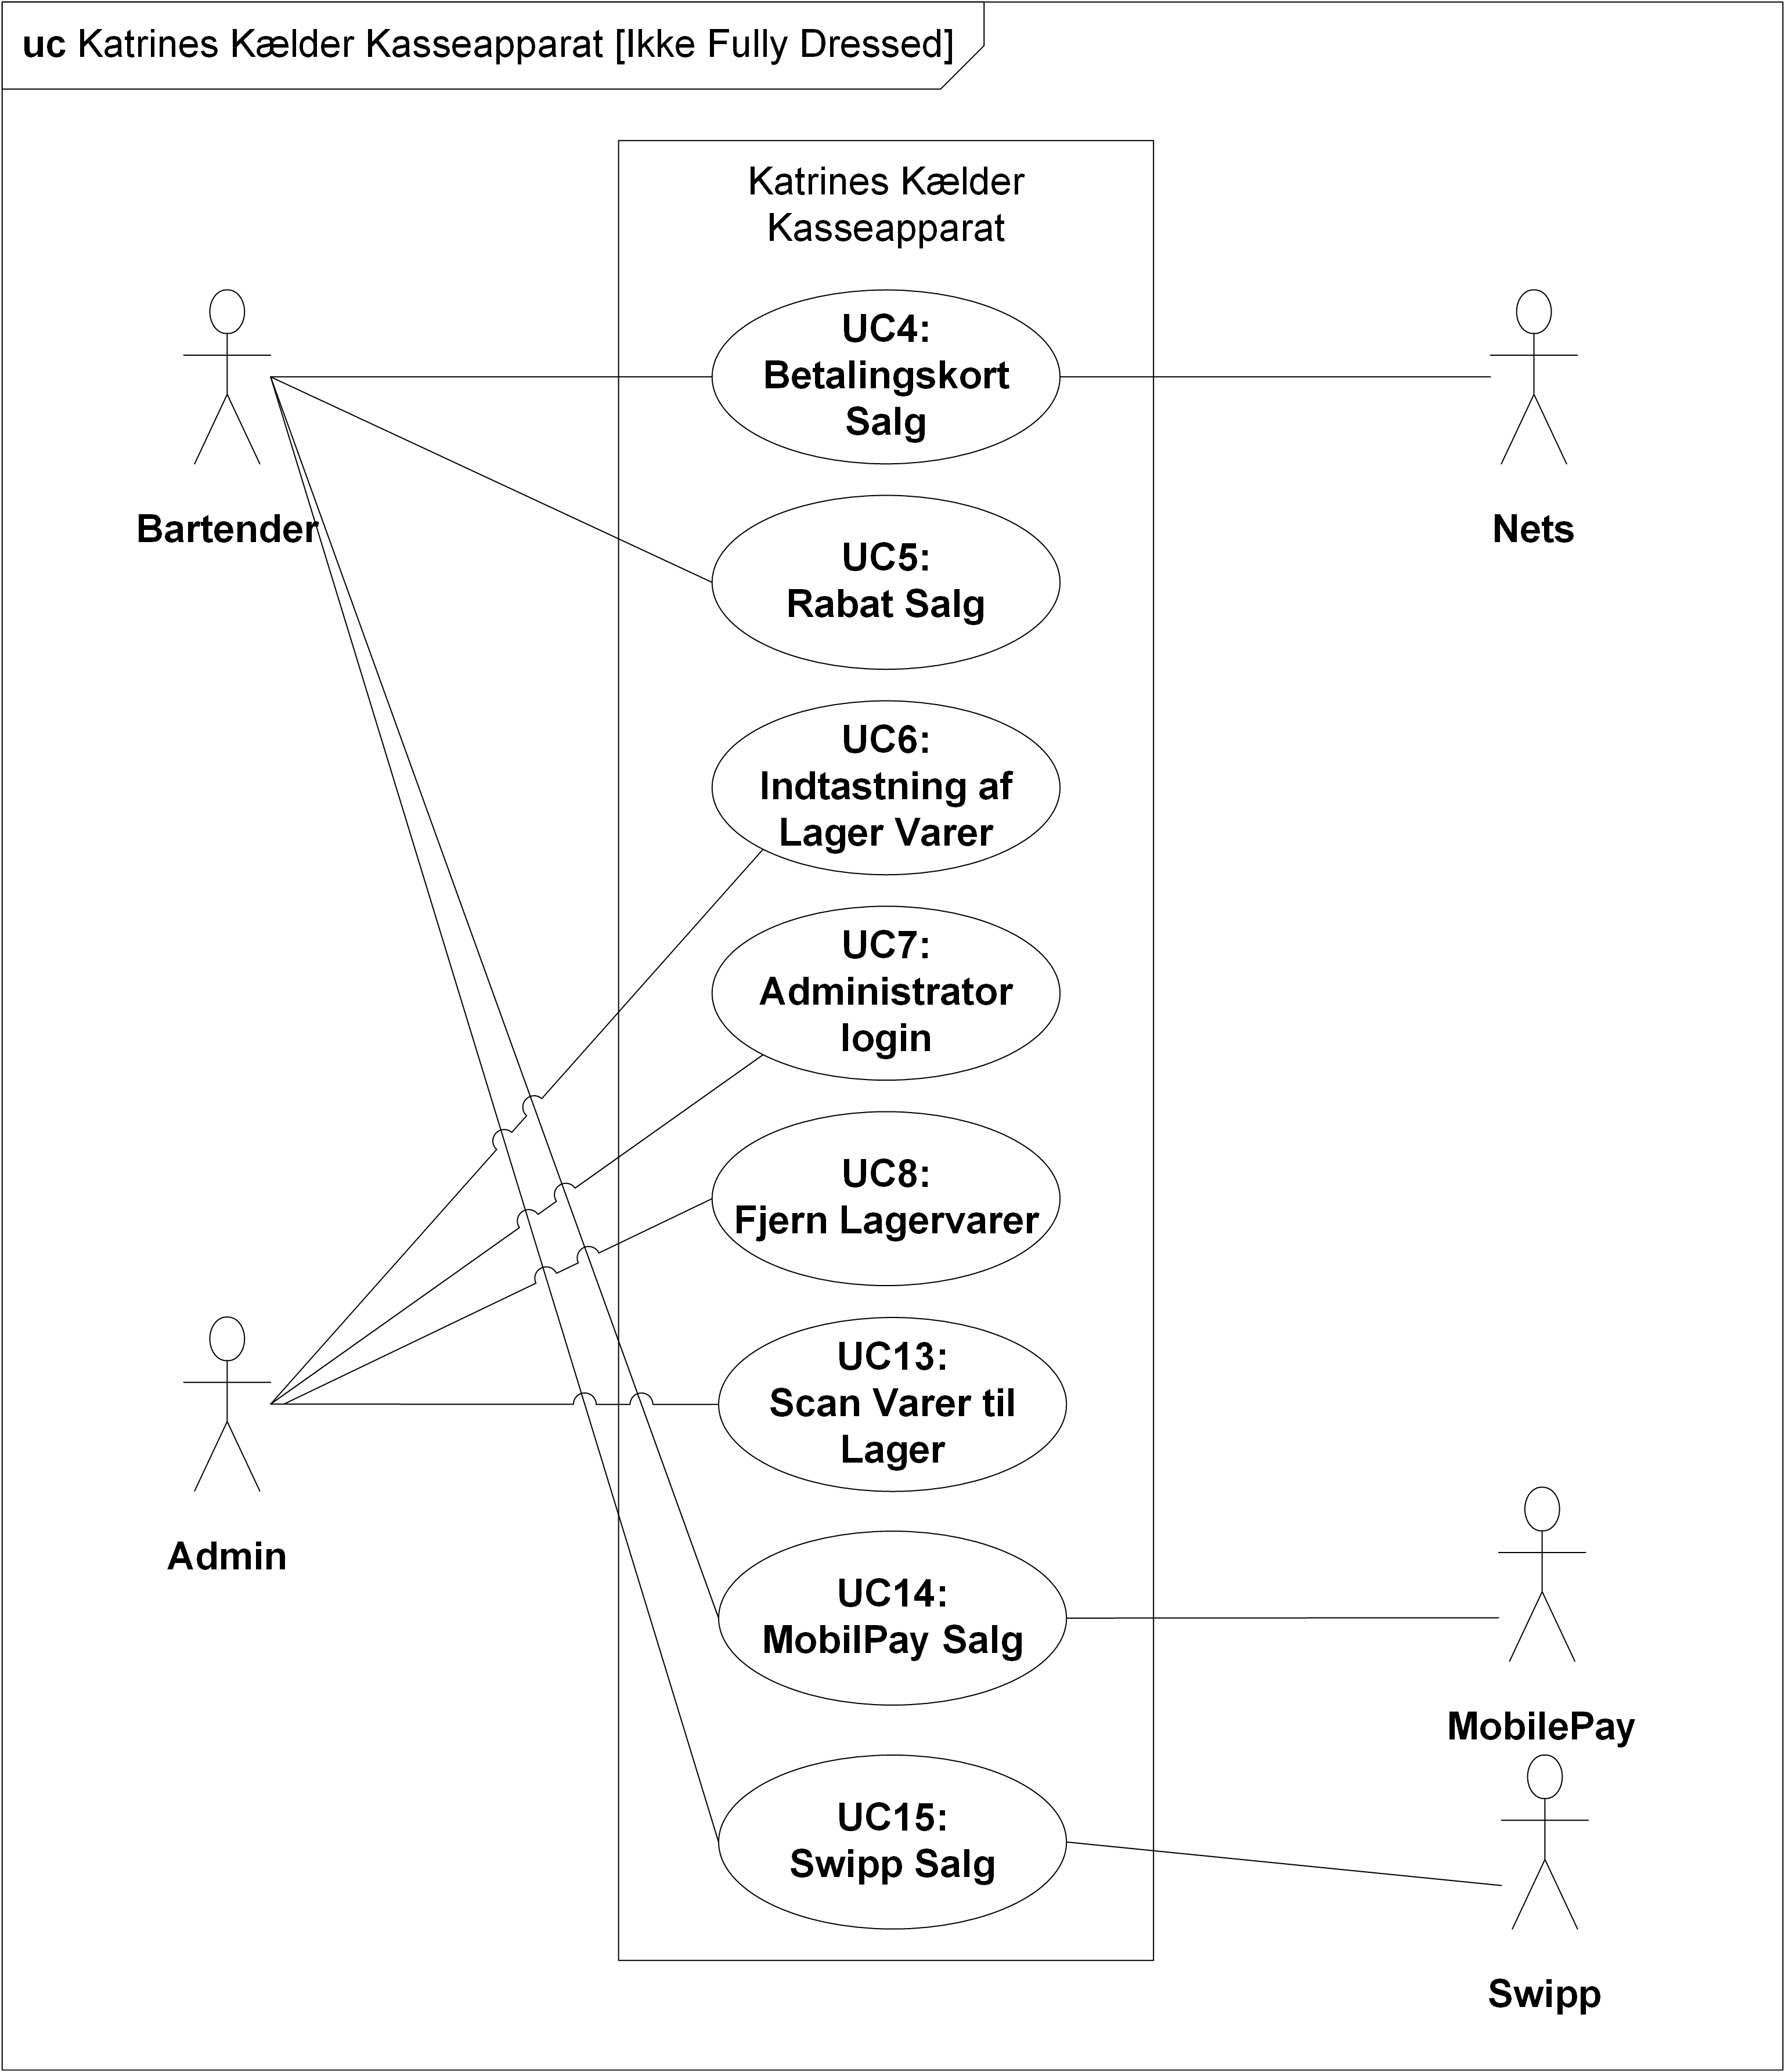 uc Katrines Kælder Kasseapparat [Ikke Fully Dressed]
Katrines Kælder
Kasseapparat
UC4:
Betalingskort
Salg
Bartender
Nets
UC5:
Rabat Salg
UC6:
Indtastning af
Lager Varer
UC7:
Administrator
login
UC8:
Fjern Lagervarer
UC13:
Scan Varer til
Lager
Admin
UC14:
MobilPay Salg
MobilePay
UC15:
Swipp Salg
Swipp